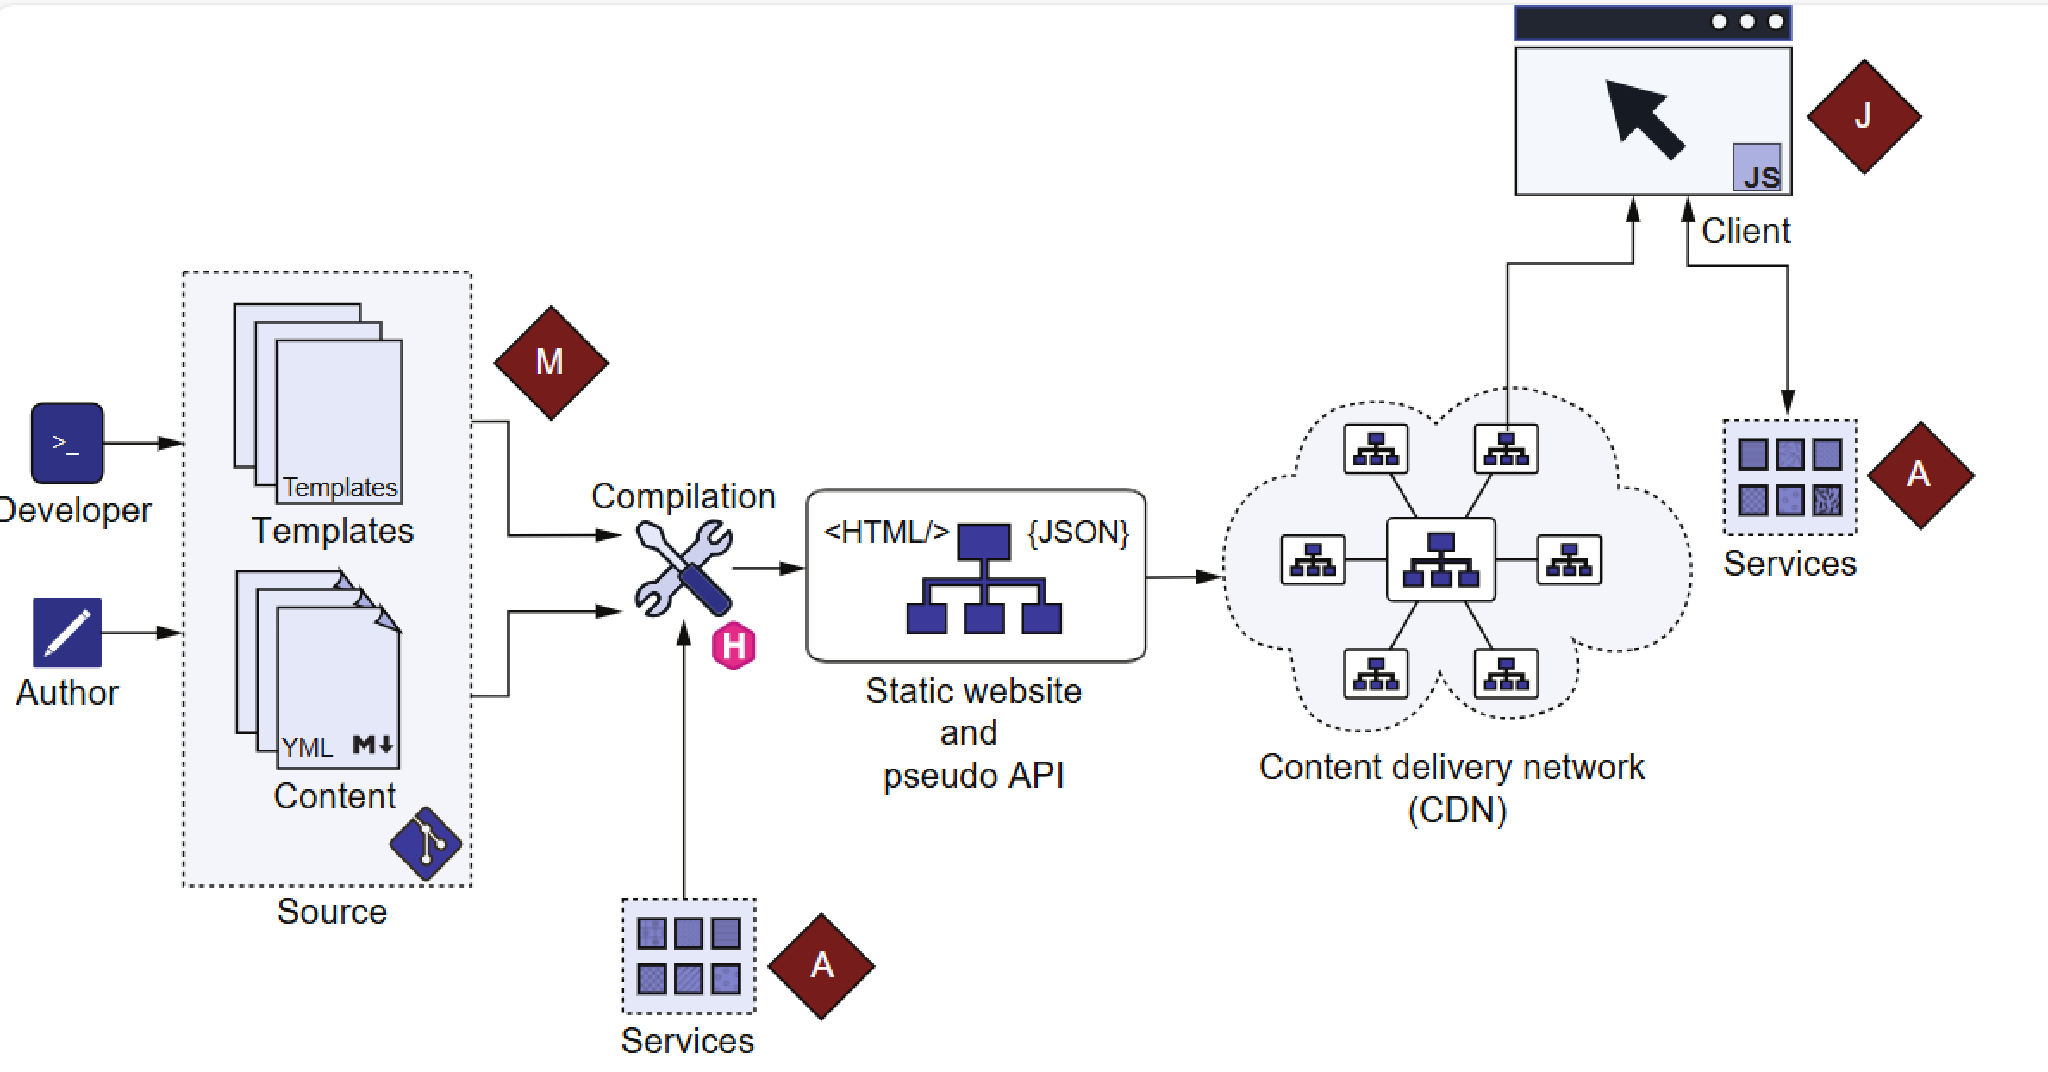 J
JS
Client
M
>_
Developer
Templates
Templates
Compilation
<HTML/>
{JSON}
A
Services
H
Author
YML
M
Content
Static website
and
pseudo API
Content delivery network
(CDN)
Source
A
Services